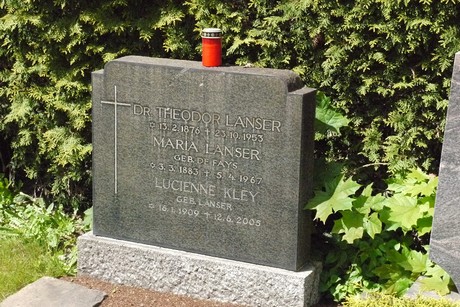 DR. THEODOR LANSER
✩ 13.2.1876 ✝ 23.10.1953
MARIA LANSER
GEB. DE FAYS
✩ 3.3.1883 ✝ 5.4.1967
LUCIENNE KLEY
GEB. LANSER
✩ 16.1.1909 ✝ 12.6.2005